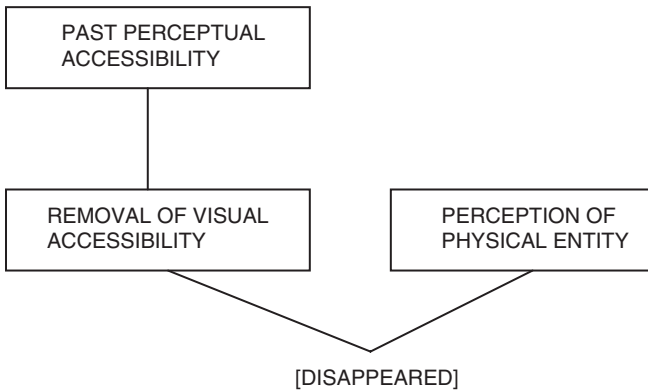 PAST PERCEPTUAL
ACCESSIBILITY
REMOVAL OF VISUAL
ACCESSIBILITY
PERCEPTION OF
PHYSICAL ENTITY
[DISAPPEARED]